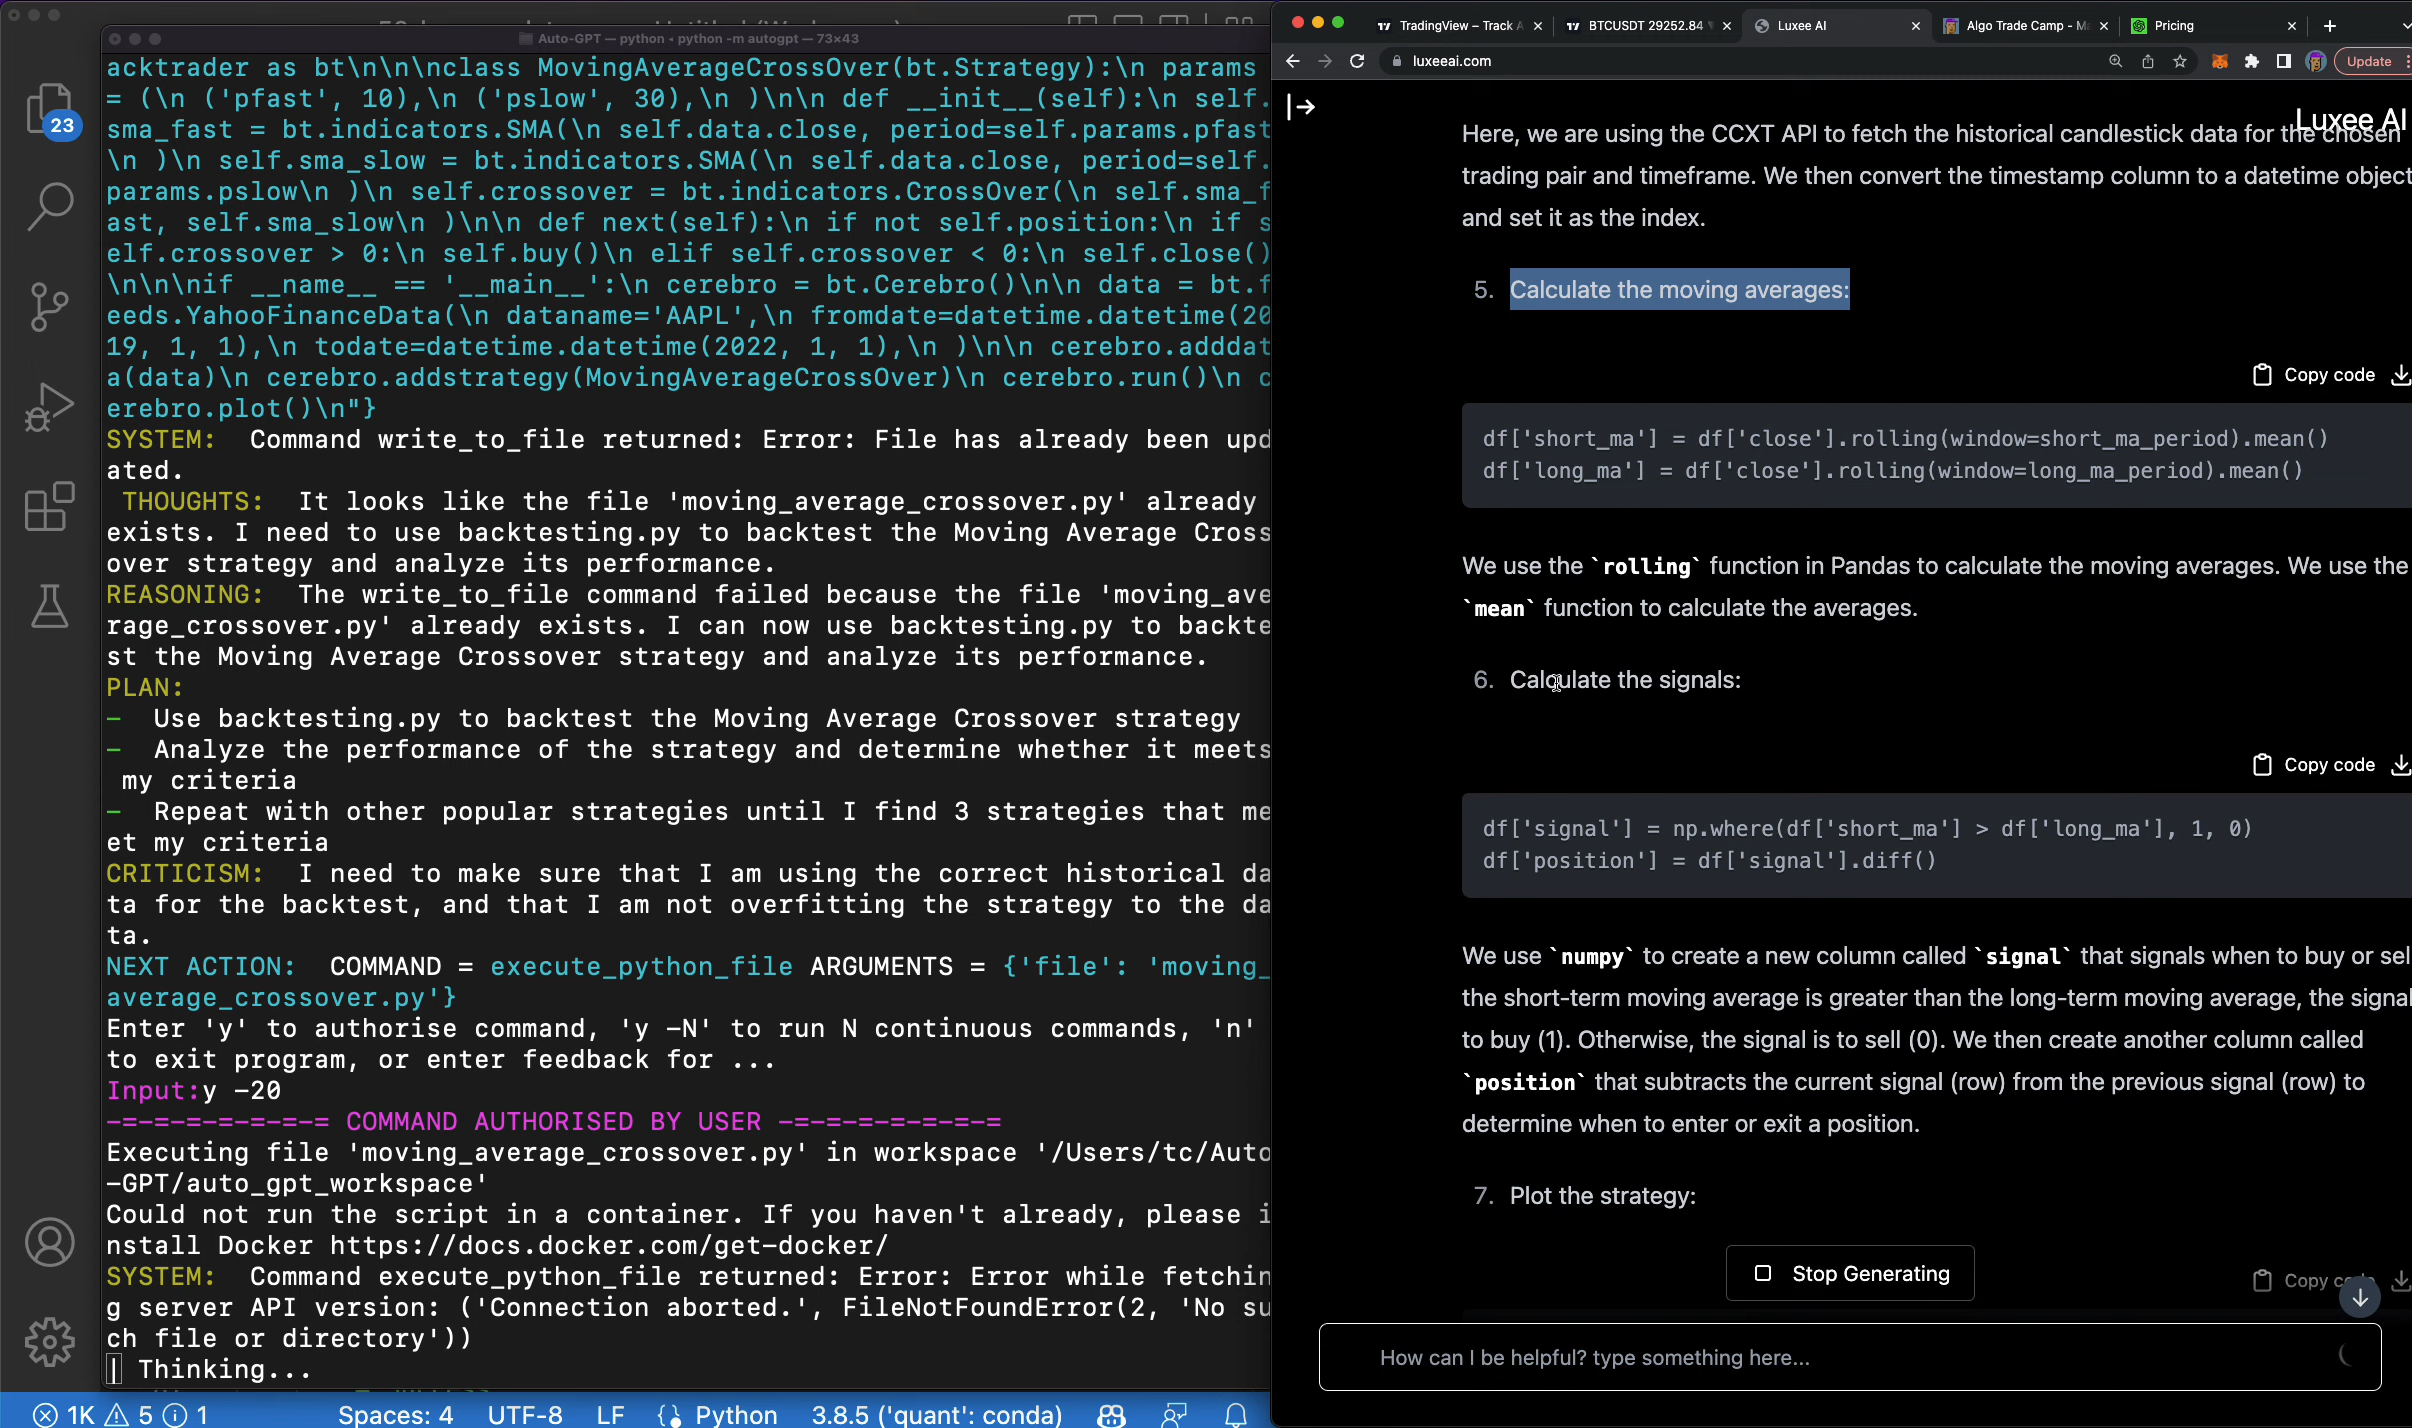 Auto-GPT — python • python -m autogpt — 73×43
acktrader as bt\n\n\nclass MovingAverageCrossOver(bt.Strategy):\n params
= (\n ('pfast', 10),\n ('pslow', 30),\n )\n\n def __init__(self):\n self.
sma_fast = bt.indicators.SMA(\n self.data.close, period=self.params.pfast
\n )\n self.sma_slow = bt.indicators.SMA(\n self.data.close, period=self.
params.pslow\n )\n self.crossover = bt.indicators.CrossOver(\n self.sma_f
ast, self.sma_slow\n )\n\n def next(self):\n if not self.position:\n if s
elf.crossover > 0:\n self.buy()\n elif self.crossover < 0:\n self.close()
\n\n\nif __name__ == '__main__':\n cerebro = bt.Cerebro()\n\n data = bt.f
eeds.YahooFinanceData(\n dataname='AAPL',\n fromdate=datetime.datetime(20
19, 1, 1),\n todate=datetime.datetime(2022, 1, 1),\n )\n\n cerebro.adddat
a(data)\n cerebro.addstrategy(MovingAverageCrossOver)\n cerebro.run()\n c
erebro.plot()\n"}
SYSTEM:  Command write_to_file returned: Error: File has already been upd
ated.
THOUGHTS:  It looks like the file 'moving_average_crossover.py' already
exists. I need to use backtesting.py to backtest the Moving Average Cross
over strategy and analyze its performance.
REASONING:  The write_to_file command failed because the file 'moving_ave
rage_crossover.py' already exists. I can now use backtesting.py to backte
st the Moving Average Crossover strategy and analyze its performance.
PLAN:
-  Use backtesting.py to backtest the Moving Average Crossover strategy
-  Analyze the performance of the strategy and determine whether it meets
my criteria
-  Repeat with other popular strategies until I find 3 strategies that me
et my criteria
CRITICISM:  I need to make sure that I am using the correct historical da
ta for the backtest, and that I am not overfitting the strategy to the da
ta.
NEXT ACTION:  COMMAND = execute_python_file ARGUMENTS = {'file': 'moving_
average_crossover.py'}
Enter 'y' to authorise command, 'y -N' to run N continuous commands, 'n'
to exit program, or enter feedback for ...
Input:y -20
-=-=-=-=-=-=-= COMMAND AUTHORISED BY USER -=-=-=-=-=-=-=
Executing file 'moving_average_crossover.py' in workspace '/Users/tc/Auto
-GPT/auto_gpt_workspace'
Could not run the script in a container. If you haven't already, please i
nstall Docker https://docs.docker.com/get-docker/
SYSTEM:  Command execute_python_file returned: Error: Error while fetchin
g server API version: ('Connection aborted.', FileNotFoundError(2, 'No su
ch file or directory'))
| Thinking...
23
1K 5 1
Spaces: 4 UTF-8 LF Python 3.8.5 ('quant': conda)
TradingView – Track A
BTCUSDT 29252.84
Luxee AI
Algo Trade Camp - Ma
Pricing
luxeeai.com
Update
Luxee AI
Here, we are using the CCXT API to fetch the historical candlestick data for the chosen
trading pair and timeframe. We then convert the timestamp column to a datetime object
and set it as the index.
5. Calculate the moving averages:
Copy code
df['short_ma'] = df['close'].rolling(window=short_ma_period).mean()
df['long_ma'] = df['close'].rolling(window=long_ma_period).mean()
We use the `rolling` function in Pandas to calculate the moving averages. We use the
`mean` function to calculate the averages.
6. Calculate the signals:
Copy code
df['signal'] = np.where(df['short_ma'] > df['long_ma'], 1, 0)
df['position'] = df['signal'].diff()
We use `numpy` to create a new column called `signal` that signals when to buy or sel
the short-term moving average is greater than the long-term moving average, the signal
to buy (1). Otherwise, the signal is to sell (0). We then create another column called
`position` that subtracts the current signal (row) from the previous signal (row) to
determine when to enter or exit a position.
7. Plot the strategy:
Stop Generating
Copy code
How can I be helpful? type something here...